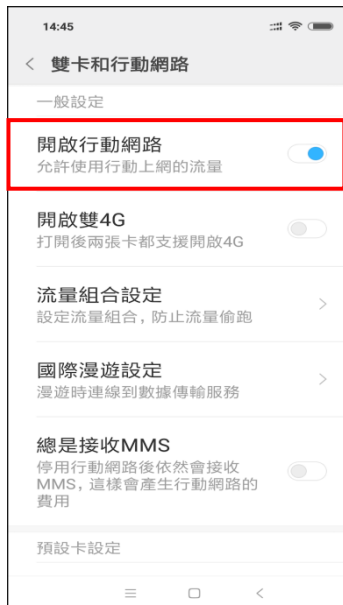 14:45
雙卡和行動網路
一般設定
開啟行動網路
允許使用行動上網的流量
開啟雙4G
打開後兩張卡都支援開啟4G
流量組合設定
設定流量組合，防止流量偷跑
國際漫遊設定
漫遊時連線到數據傳輸服務
總是接收MMS
停用行動網路後依然會接收
MMS，這樣會產生行動網路的
費用
預設卡設定